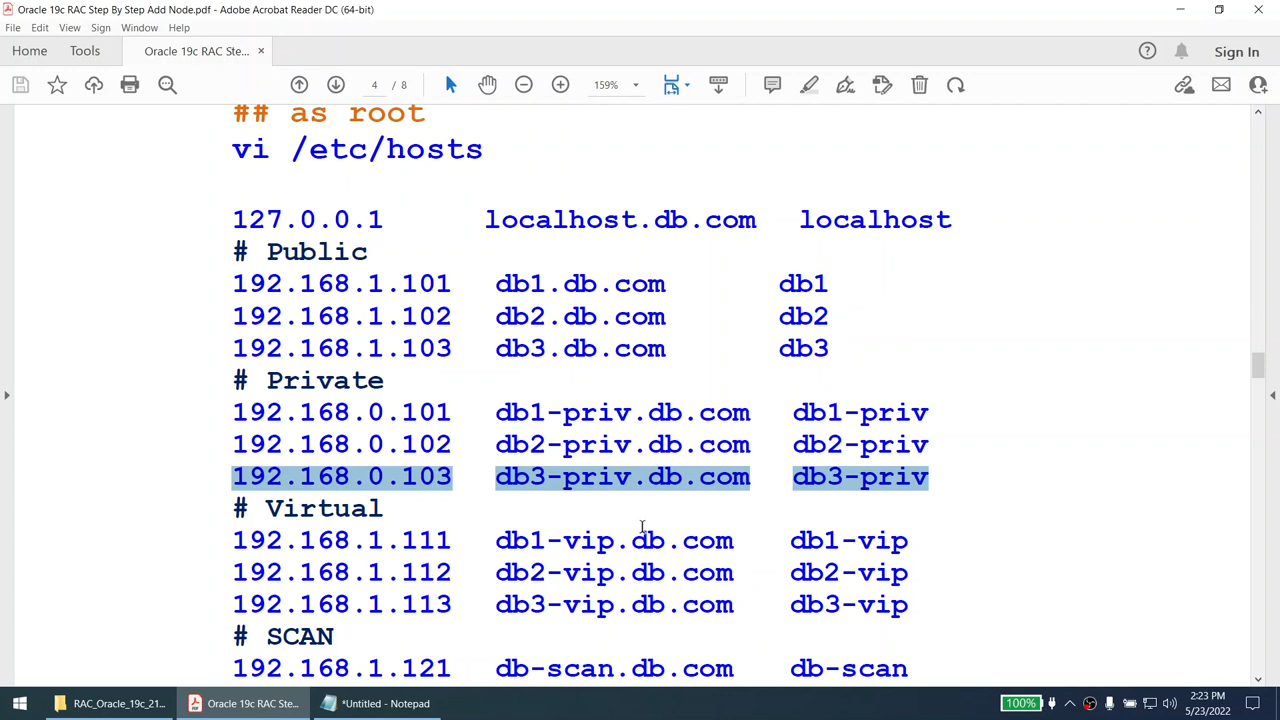 Oracle 19c RAC Step By Step Add Node.pdf - Adobe Acrobat Reader DC (64-bit)
File Edit View Sign Window Help
Home Tools Oracle 19c RAC Ste... × Sign In
4 / 8 159%
## as root
vi /etc/hosts
127.0.0.1 localhost.db.com localhost
# Public
192.168.1.101 db1.db.com db1
192.168.1.102 db2.db.com db2
192.168.1.103 db3.db.com db3
# Private
192.168.0.101 db1-priv.db.com db1-priv
192.168.0.102 db2-priv.db.com db2-priv
192.168.0.103 db3-priv.db.com db3-priv
# Virtual
192.168.1.111 db1-vip.db.com db1-vip
192.168.1.112 db2-vip.db.com db2-vip
192.168.1.113 db3-vip.db.com db3-vip
# SCAN
192.168.1.121 db-scan.db.com db-scan
RAC_Oracle_19c_21... Oracle 19c RAC Ste... *Untitled - Notepad 100% 2:23 PM
5/23/2022